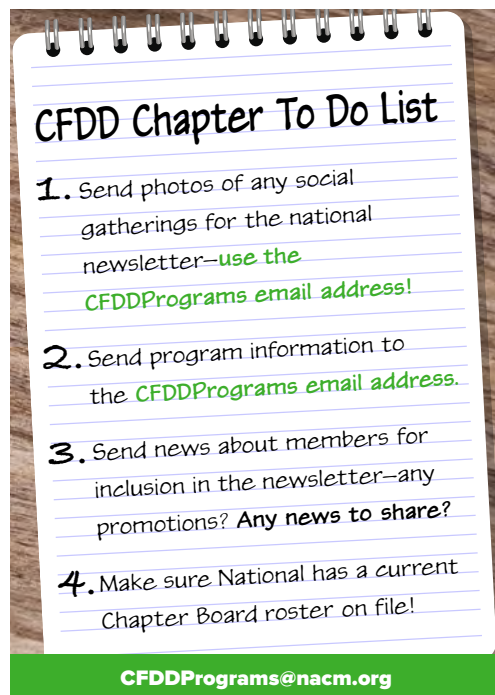 CFDD Chapter To Do List
1. Send photos of any social
gatherings for the national
newsletter–use the
CFDDPrograms email address!
2. Send program information to
the CFDDPrograms email address.
3. Send news about members for
inclusion in the newsletter–any
promotions? Any news to share?
4. Make sure National has a current
Chapter Board roster on file!
CFDDPrograms@nacm.org